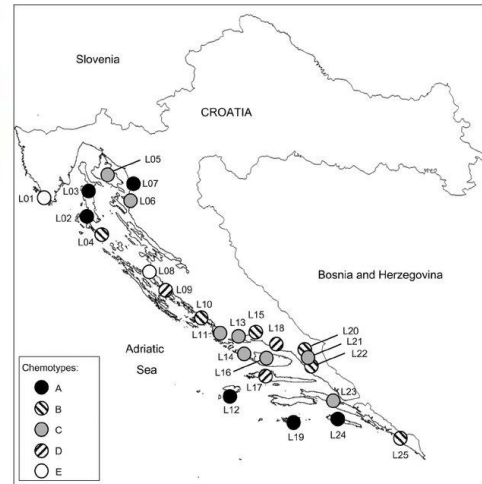 Slovenia
CROATIA
L05
L03
L07
L01
L06
L02
L04
L08
Bosnia and Herzegovina
L09
L10
L15
L13
L18
L20
L11
L21
L14
L22
L16
Adriatic
Sea
L17
L23
L12
L19
L24
L25
Chemotypes:
A
B
C
D
E